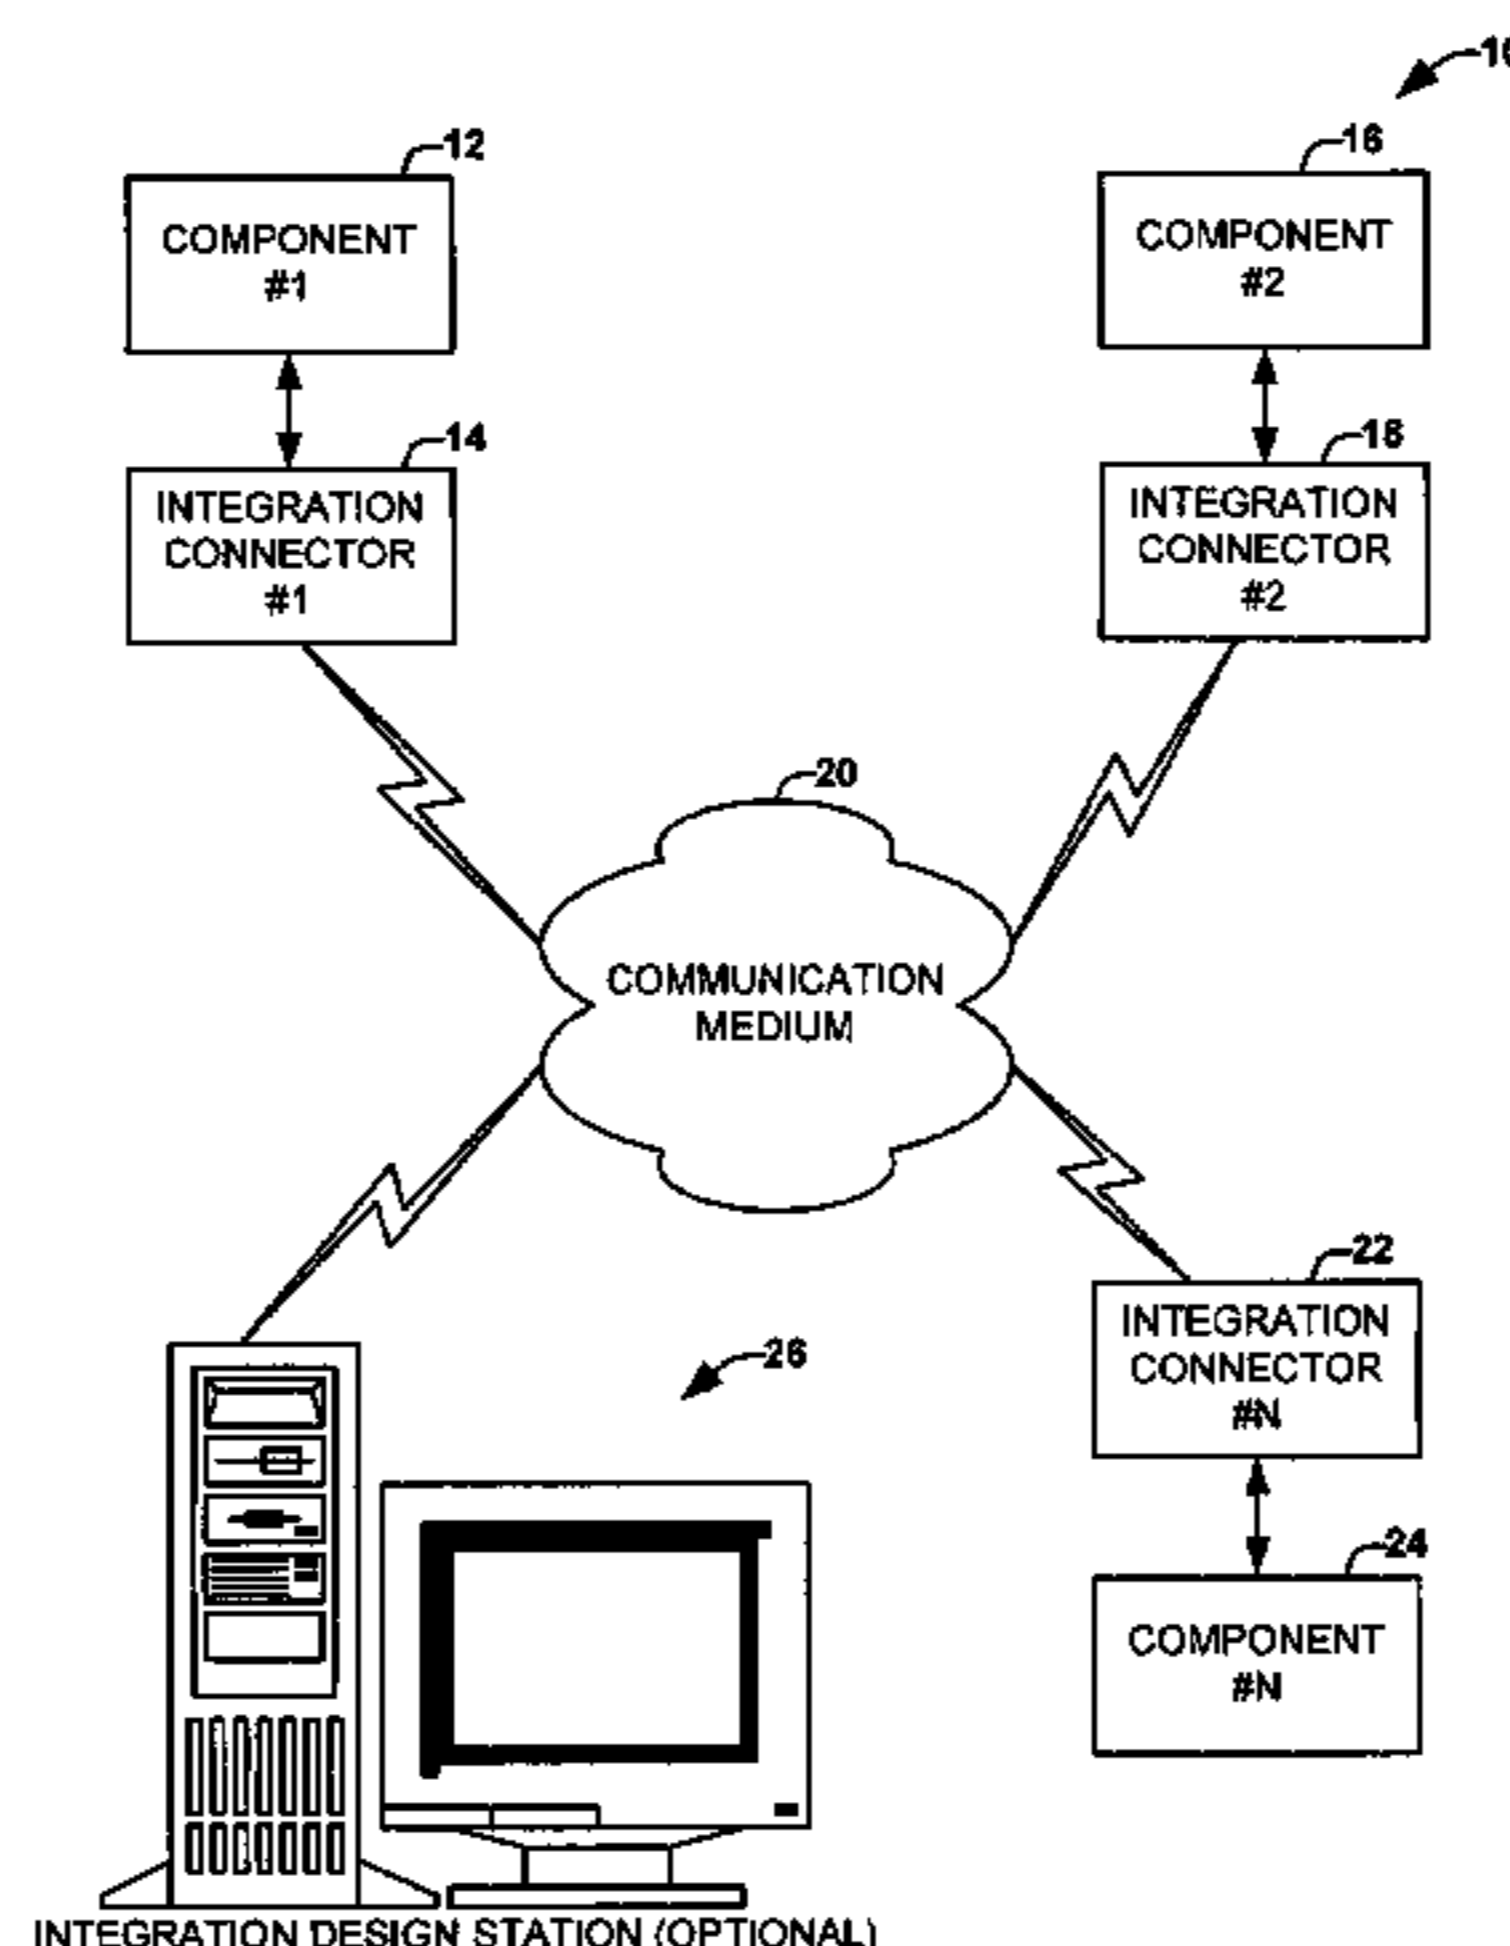 12
16
COMPONENT
#1
COMPONENT
#2
14
18
INTEGRATION
CONNECTOR
#1
INTEGRATION
CONNECTOR
#2
20
COMMUNICATION
MEDIUM
22
INTEGRATION
CONNECTOR
#N
26
24
COMPONENT
#N
INTEGRATION DESIGN STATION (OPTIONAL)